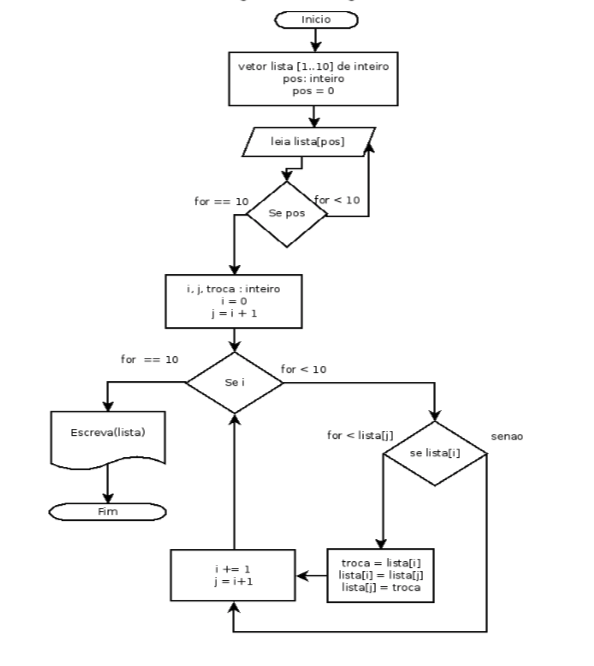 Inicio
vetor lista [1..10] de inteiro
pos: inteiro
pos = 0
leia lista[pos]
for == 10
for < 10
Se pos
i, j, troca : inteiro
i = 0
j = i + 1
for == 10
for < 10
Se i
Escreva(lista)
for < lista[j]
senao
se lista[i]
Fim
troca = lista[i]
lista[i] = lista[j]
lista[j] = troca
i += 1
j = i+1